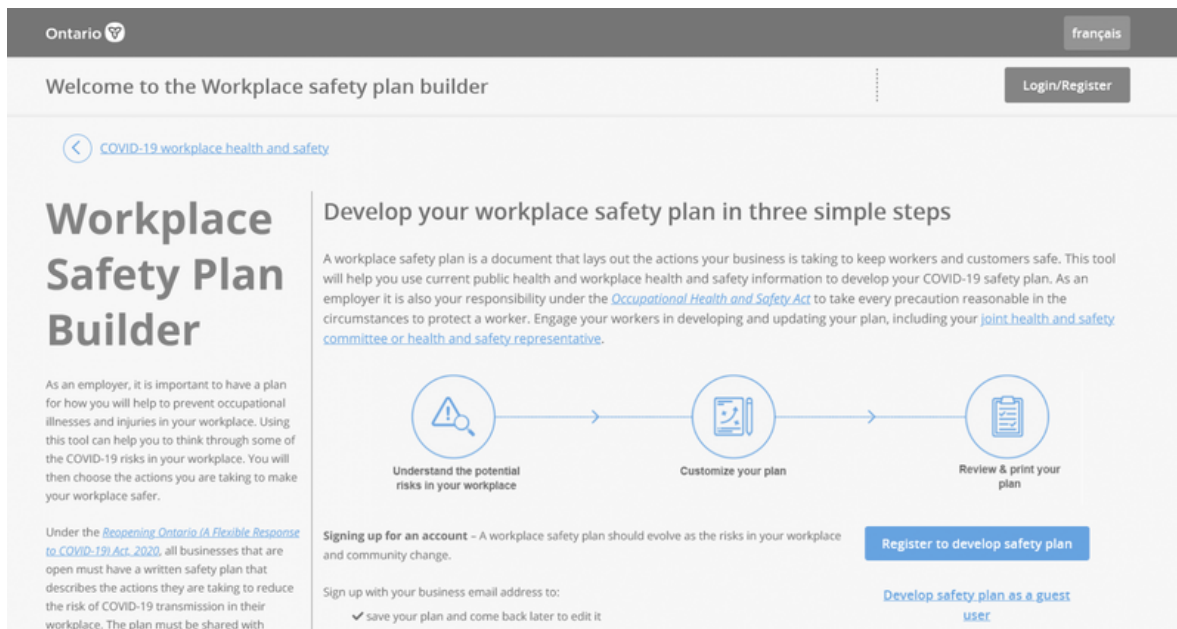 Ontario
français
Welcome to the Workplace safety plan builder
Login/Register
COVID-19 workplace health and safety
Workplace
Safety Plan
Builder
As an employer, it is important to have a plan
for how you will help to prevent occupational
illnesses and injuries in your workplace. Using
this tool can help you to think through some of
the COVID-19 risks in your workplace. You will
then choose the actions you are taking to make
your workplace safer.
Under the Reopening Ontario (A Flexible Response
to COVID-19) Act, 2020, all businesses that are
open must have a written safety plan that
describes the actions they are taking to reduce
the risk of COVID-19 transmission in their
workplace. The plan must be shared with
Develop your workplace safety plan in three simple steps
A workplace safety plan is a document that lays out the actions your business is taking to keep workers and customers safe. This tool
will help you use current public health and workplace health and safety information to develop your COVID-19 safety plan. As an
employer it is also your responsibility under the Occupational Health and Safety Act to take every precaution reasonable in the
circumstances to protect a worker. Engage your workers in developing and updating your plan, including your joint health and safety
committee or health and safety representative.
Understand the potential
risks in your workplace
Customize your plan
Review & print your
plan
Signing up for an account – A workplace safety plan should evolve as the risks in your workplace
and community change.
Sign up with your business email address to:
✔ save your plan and come back later to edit it
Register to develop safety plan
Develop safety plan as a guest
user